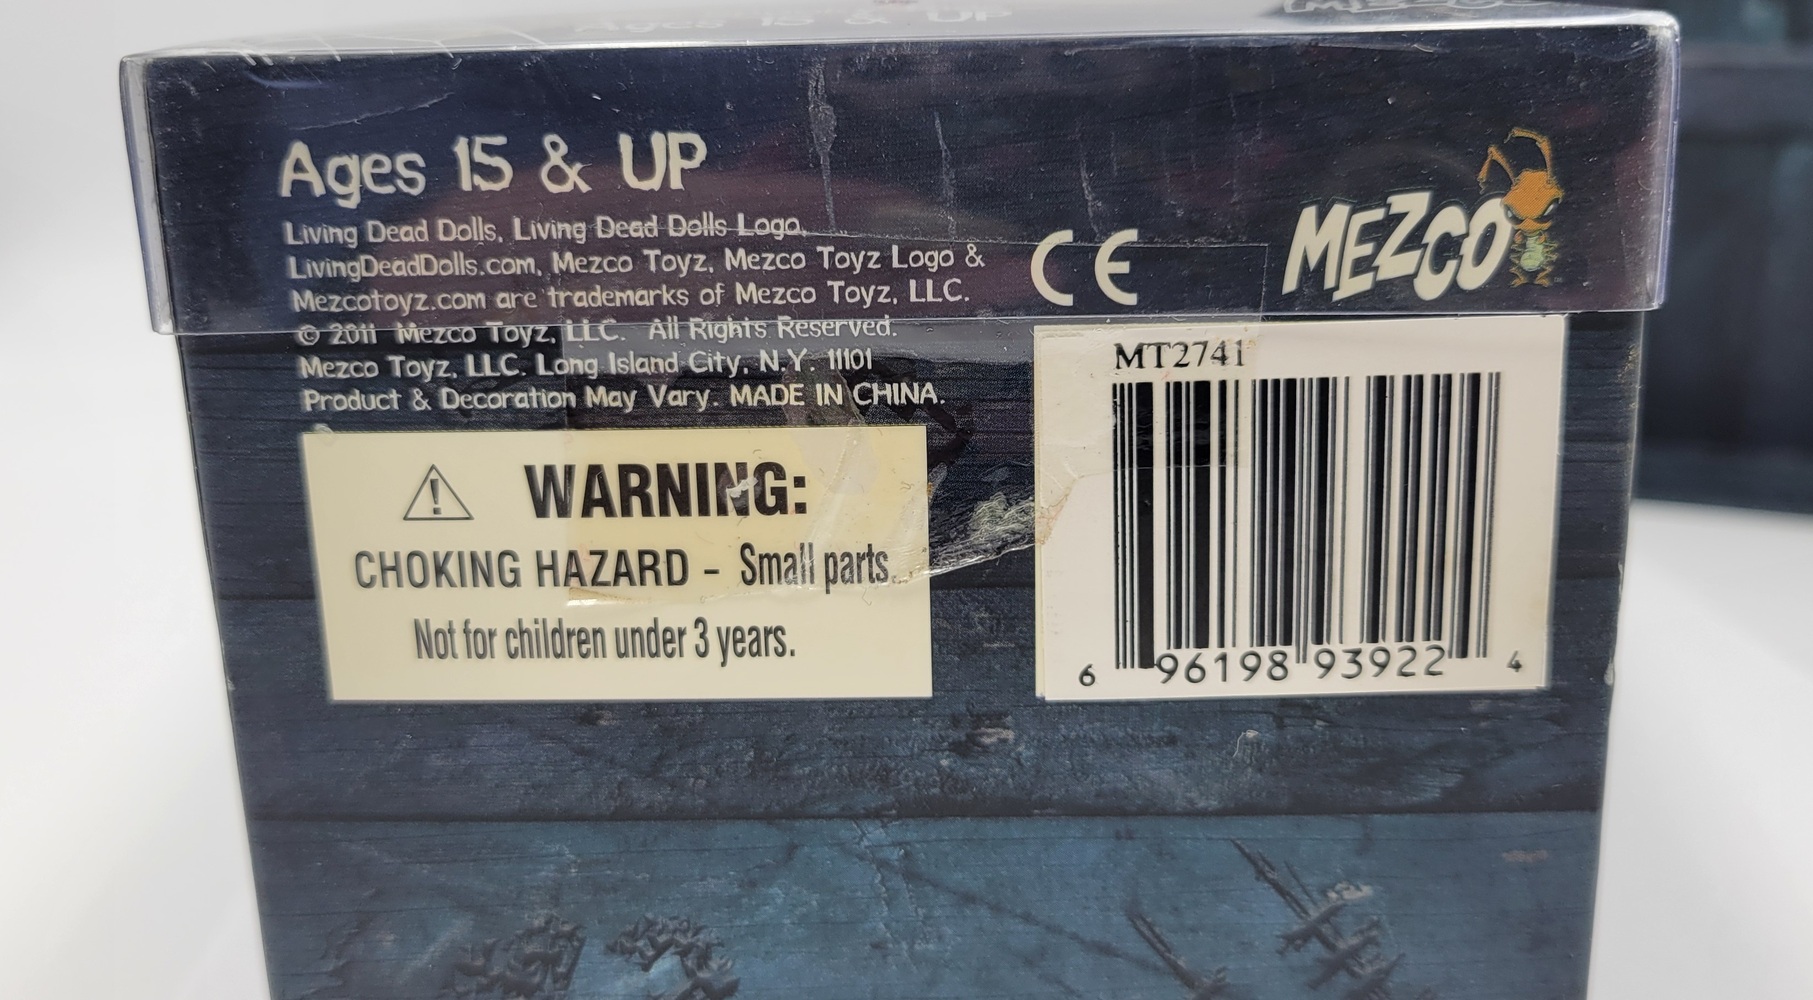 Ages 15 & UP
Ages 15 & UP
Living Dead Dolls, Living Dead Dolls Logo,
LivingDeadDolls.com, Mezco Toyz, Mezco Toyz Logo &
Mezcotoyz.com are trademarks of Mezco Toyz, LLC.
© 2011 Mezco Toyz, LLC. All Rights Reserved.
Mezco Toyz, LLC. Long Island City, N.Y. 11101
Product & Decoration May Vary. MADE IN CHINA.
CE
MEZCO
WARNING:
CHOKING HAZARD - Small parts.
Not for children under 3 years.
MT2741
6 96198 93922 4